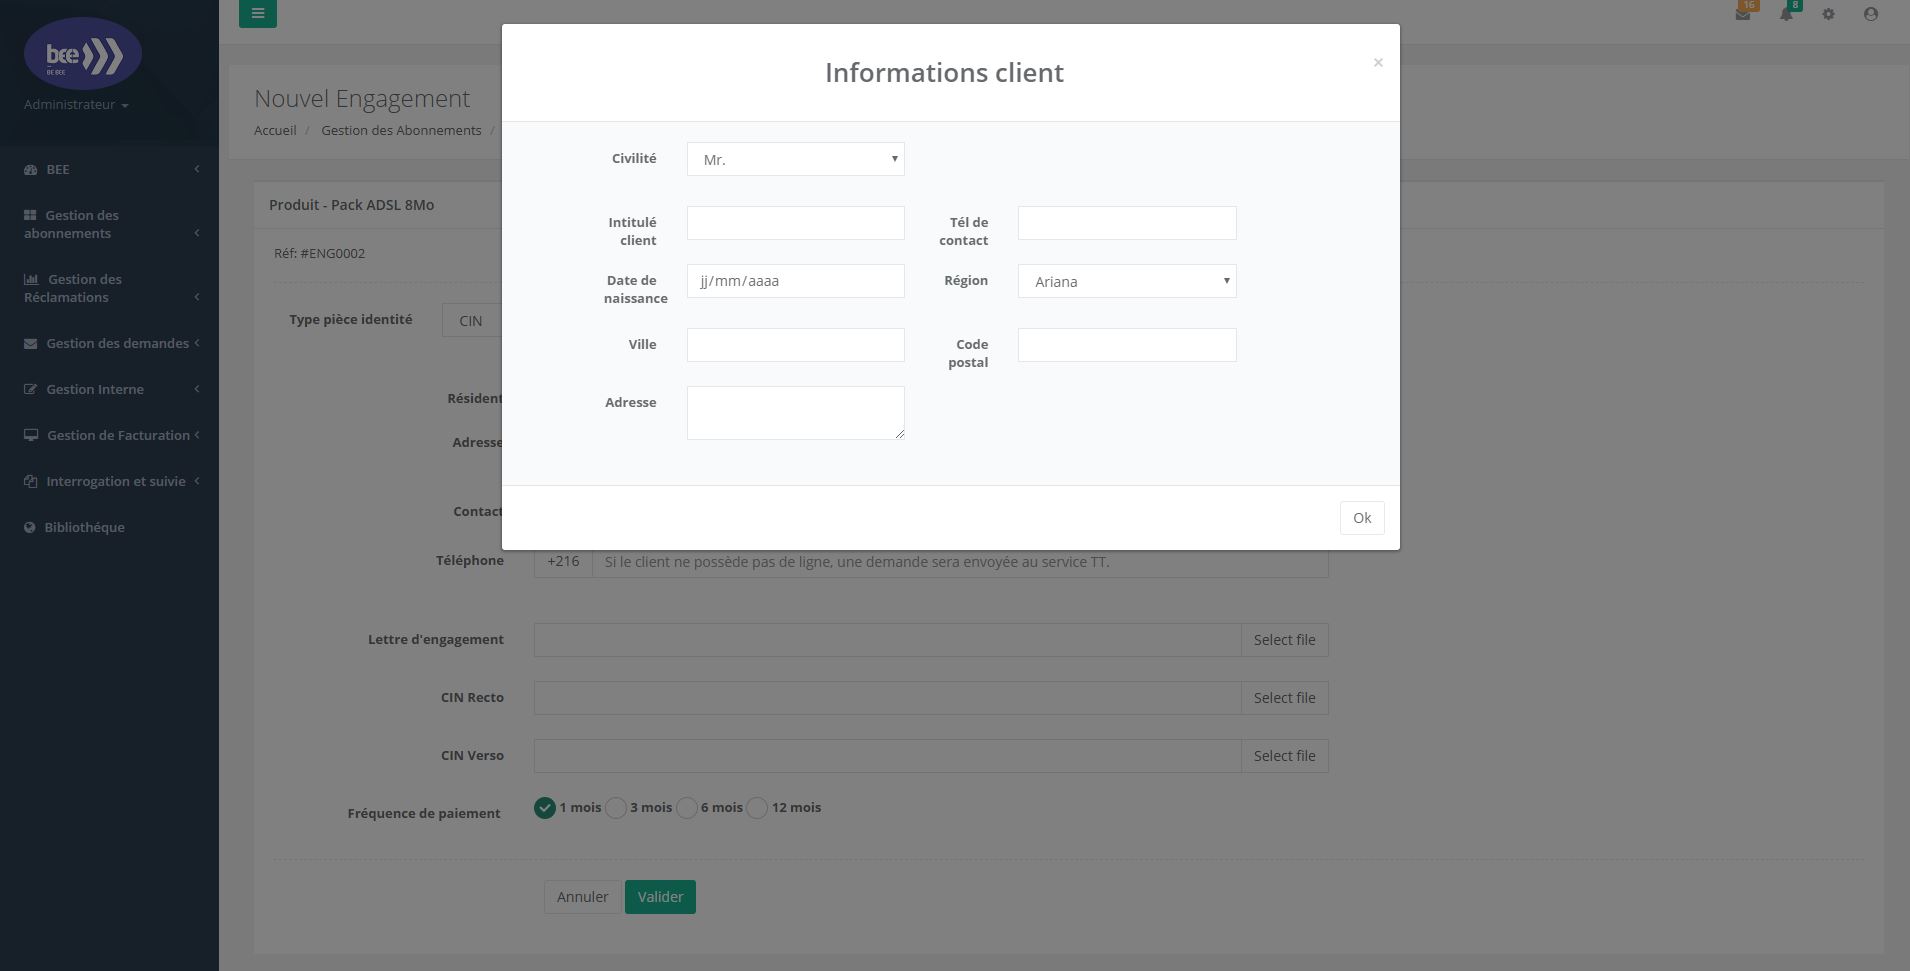 bee
BE BEE
Administrateur
BEE
Gestion des
abonnements
Gestion des
Réclamations
Gestion des demandes
Gestion Interne
Gestion de Facturation
Interrogation et suivie
Bibliothéque
16
8
Nouvel Engagement
Accueil / Gestion des Abonnements /
Produit - Pack ADSL 8Mo
Réf: #ENG0002
Type pièce identité CIN
Résident
Adresse
Contact
Informations client
×
Civilité Mr.
Intitulé
client
Tél de
contact
Date de
naissance
jj/mm/aaaa
Région Ariana
Ville
Code
postal
Adresse
Ok
Téléphone +216 Si le client ne possède pas de ligne, une demande sera envoyée au service TT.
Lettre d'engagement Select file
CIN Recto Select file
CIN Verso Select file
Fréquence de paiement 1 mois 3 mois 6 mois 12 mois
Annuler Valider